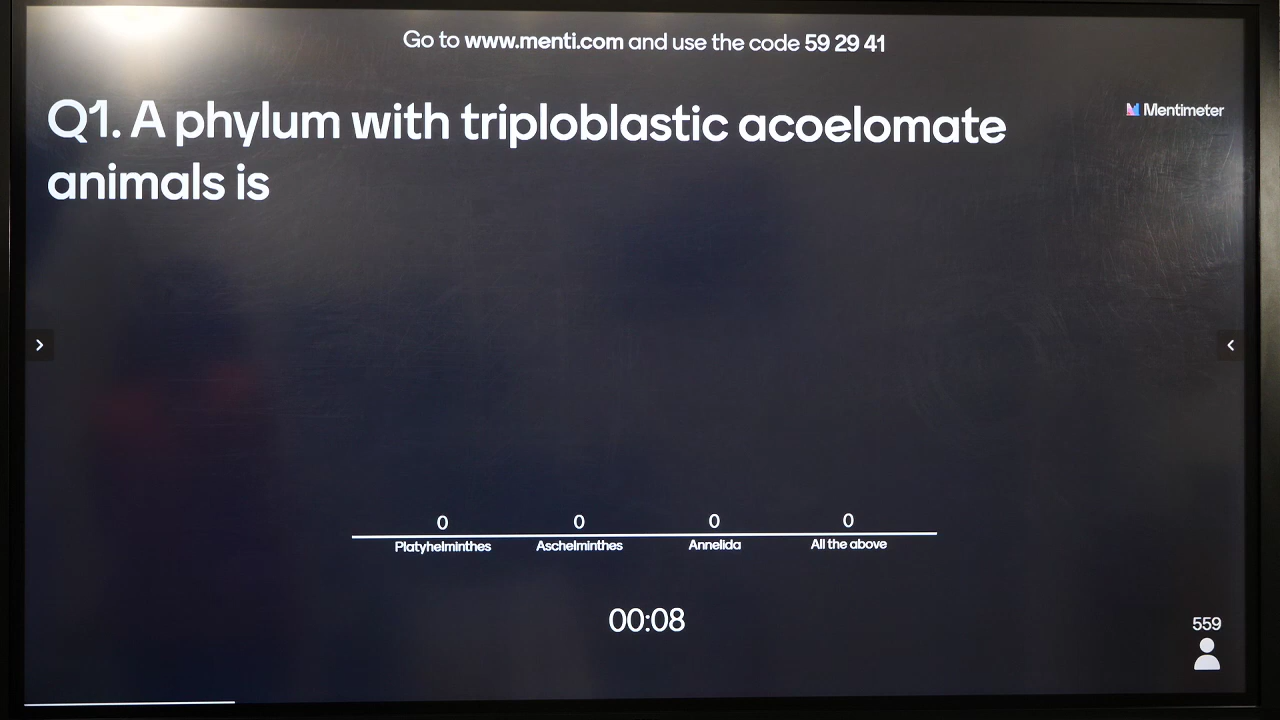 Go to www.menti.com and use the code 59 29 41
Q1. A phylum with triploblastic acoelomate
animals is
Mentimeter
0 0 0 0
Platyhelminthes Aschelminthes Annelida All the above
00:08
559